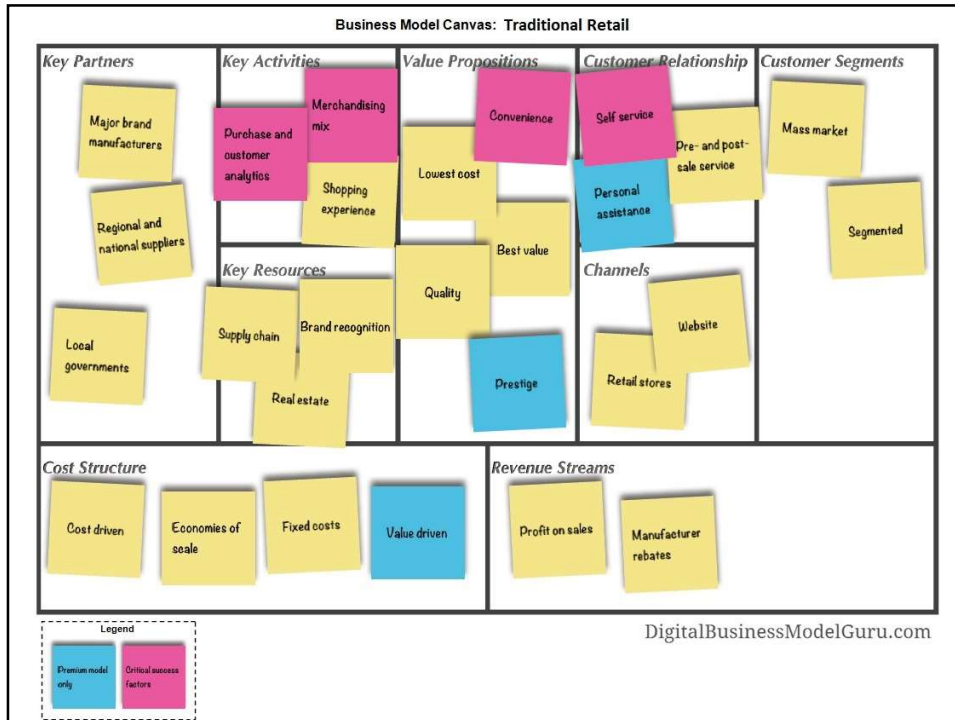 Business Model Canvas: Traditional Retail
Key Partners
Major brand
manufacturers
Regional and
national suppliers
Local
governments
Key Activities
Merchandising
mix
Purchase and
customer
analytics
Shopping
experience
Key Resources
Supply chain
Brand recognition
Real estate
Value Propositions
Convenience
Lowest cost
Best value
Quality
Prestige
Customer Relationship
Self service
Pre- and post-
sale service
Personal
assistance
Channels
Website
Retail stores
Customer Segments
Mass market
Segmented
Cost Structure
Cost driven
Economies of
scale
Fixed costs
Value driven
Revenue Streams
Profit on sales
Manufacturer
rebates
Legend
Premium model
only
Critical success
factors
DigitalBusinessModelGuru.com